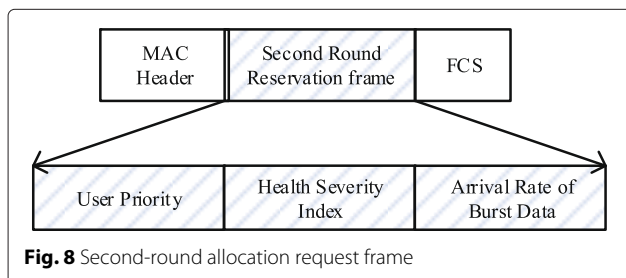 MAC
Header
Second Round
Reservation frame
FCS
User Priority
Health Severity
Index
Arrival Rate of
Burst Data
Fig. 8 Second-round allocation request frame